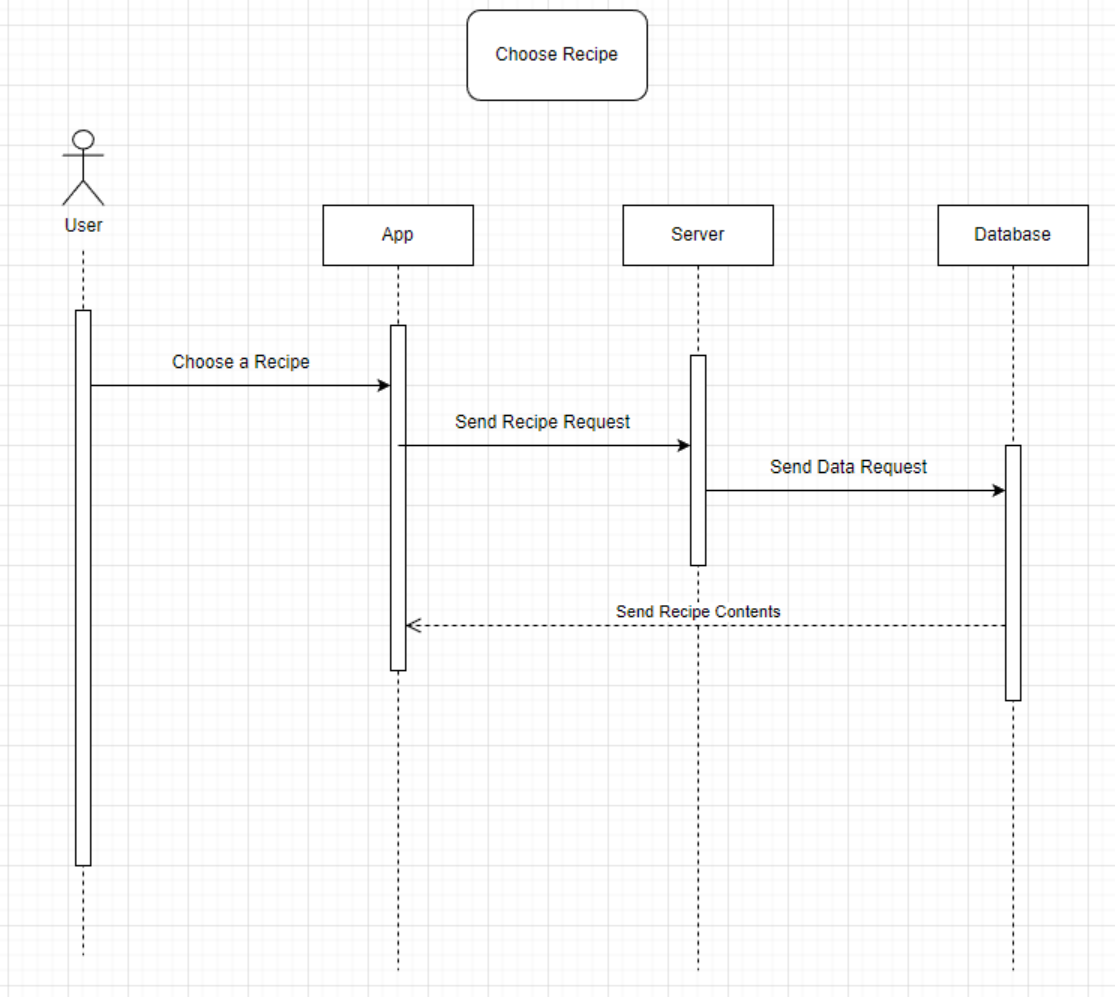 Choose Recipe
User
App
Server
Database
Choose a Recipe
Send Recipe Request
Send Data Request
Send Recipe Contents